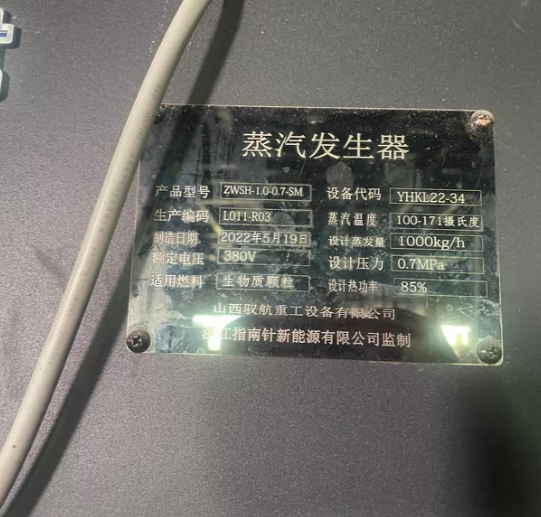 蒸汽发生器
产品型号 ZWSH-1.0-0.7-SM 设备代码 YHKL22-34
生产编码 L011-R03 蒸汽温度 100-171摄氏度
制造日期 2022年5月19日 设计蒸发量 1000kg/h
额定电压 380V 设计压力 0.7MPa
适用燃料 生物质颗粒 设计热功率 85%
山西驭航重工设备有限公司
浙江指南针新能源有限公司监制